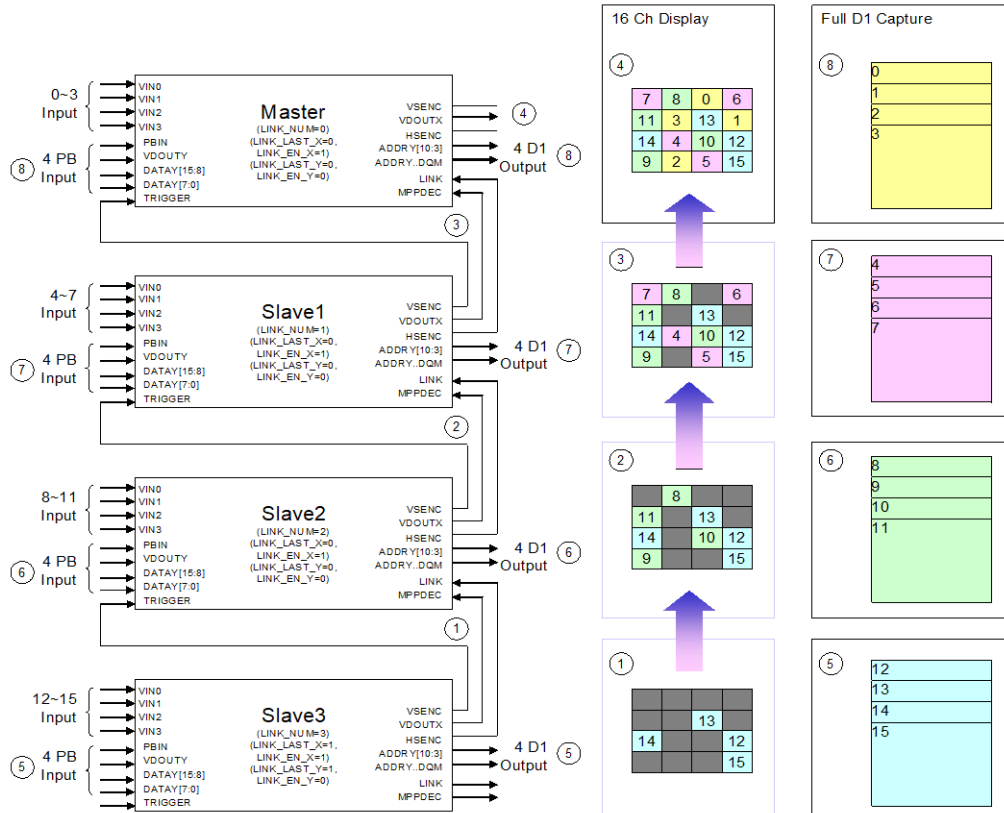 16 Ch Display
Full D1 Capture
0~3
Input
8
4 PB
Input
VIN0
VIN1
VIN2
VIN3
PBIN
VDOUTY
DATAY[15:8]
DATAY[7:0]
TRIGGER
Master
(LINK_NUM=0)
(LINK_LAST_X=0,
LINK_EN_X=1)
(LINK_LAST_Y=0,
LINK_EN_Y=0)
VSENC
VDOUTX
HSENC
ADDRY[10:3]
ADDRY..DQM
LINK
MPPDEC
4
4 D1
Output
8
3
4~7
Input
7
4 PB
Input
VIN0
VIN1
VIN2
VIN3
PBIN
VDOUTY
DATAY[15:8]
DATAY[7:0]
TRIGGER
Slave1
(LINK_NUM=1)
(LINK_LAST_X=0,
LINK_EN_X=1)
(LINK_LAST_Y=0,
LINK_EN_Y=0)
VSENC
VDOUTX
HSENC
ADDRY[10:3]
ADDRY..DQM
LINK
MPPDEC
4 D1
Output
7
2
8~11
Input
6
4 PB
Input
VIN0
VIN1
VIN2
VIN3
PBIN
VDOUTY
DATAY[15:8]
DATAY[7:0]
TRIGGER
Slave2
(LINK_NUM=2)
(LINK_LAST_X=0,
LINK_EN_X=1)
(LINK_LAST_Y=0,
LINK_EN_Y=0)
VSENC
VDOUTX
HSENC
ADDRY[10:3]
ADDRY..DQM
LINK
MPPDEC
4 D1
Output
6
1
12~15
Input
5
4 PB
Input
VIN0
VIN1
VIN2
VIN3
PBIN
VDOUTY
DATAY[15:8]
DATAY[7:0]
TRIGGER
Slave3
(LINK_NUM=3)
(LINK_LAST_X=1,
LINK_EN_X=1)
(LINK_LAST_Y=1,
LINK_EN_Y=0)
VSENC
VDOUTX
HSENC
ADDRY[10:3]
ADDRY..DQM
LINK
MPPDEC
4 D1
Output
5
4
7 8 0 6
11 3 13 1
14 4 10 12
9 2 5 15
3
7 8 6
11 13
14 4 10 12
9 5 15
2
8
11 13
14 10 12
9 15
1
13
14 12
15
8
0
1
2
3
7
4
5
6
7
6
8
9
10
11
5
12
13
14
15